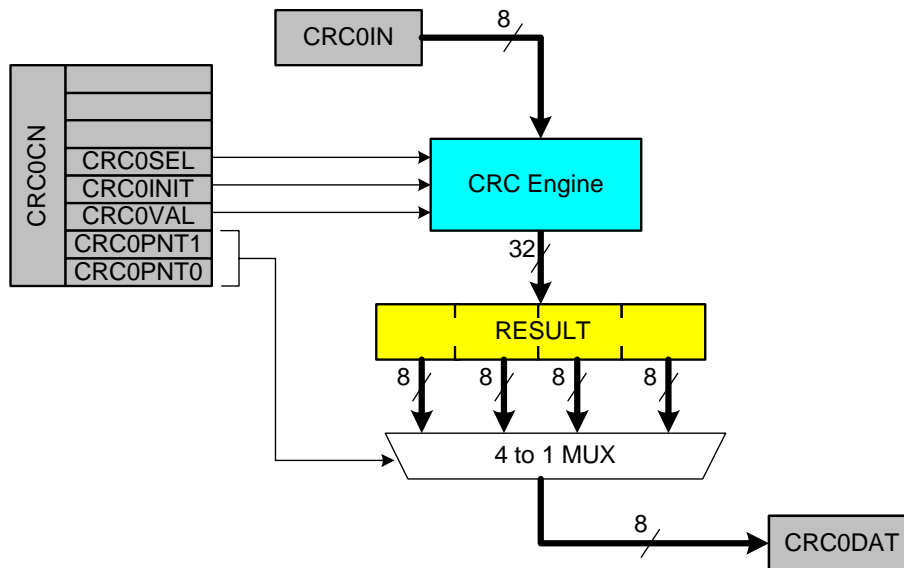 CRC0IN
8
CRC0CN
CRC0SEL
CRC0INIT
CRC0VAL
CRC0PNT1
CRC0PNT0
CRC Engine
32
RESULT
8
8
8
8
4 to 1 MUX
8
CRC0DAT